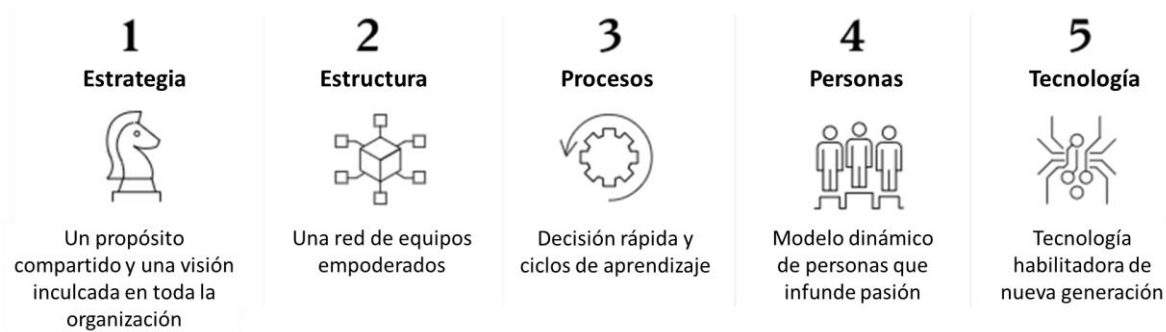 1
Estrategia
Un propósito
compartido y una visión
inculcada en toda la
organización
2
Estructura
Una red de equipos
empoderados
3
Procesos
Decisión rápida y
ciclos de aprendizaje
4
Personas
Modelo dinámico
de personas que
infunde pasión
5
Tecnología
Tecnología
habilitadora de
nueva generación